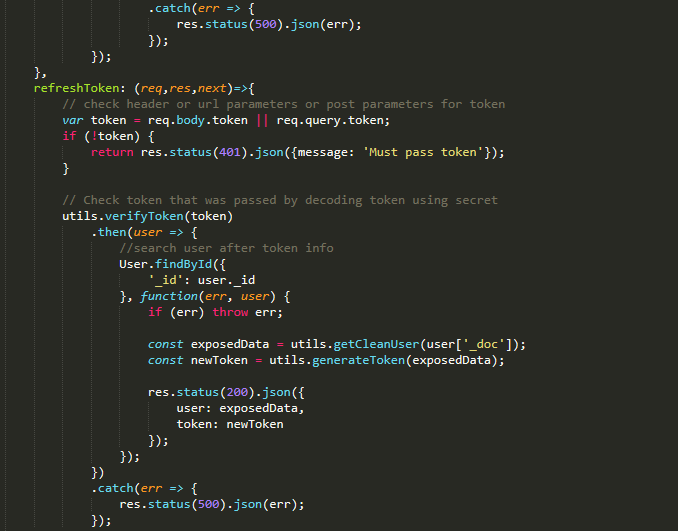 .catch(err => {
res.status(500).json(err);
});
});
},
refreshToken: (req,res,next)=>{
// check header or url parameters or post parameters for token
var token = req.body.token || req.query.token;
if (!token) {
return res.status(401).json({message: 'Must pass token'});
}
// Check token that was passed by decoding token using secret
utils.verifyToken(token)
.then(user => {
//search user after token info
User.findById({
'_id': user._id
}, function(err, user) {
if (err) throw err;
const exposedData = utils.getCleanUser(user['_doc']);
const newToken = utils.generateToken(exposedData);
res.status(200).json({
user: exposedData,
token: newToken
});
});
})
.catch(err => {
res.status(500).json(err);
});